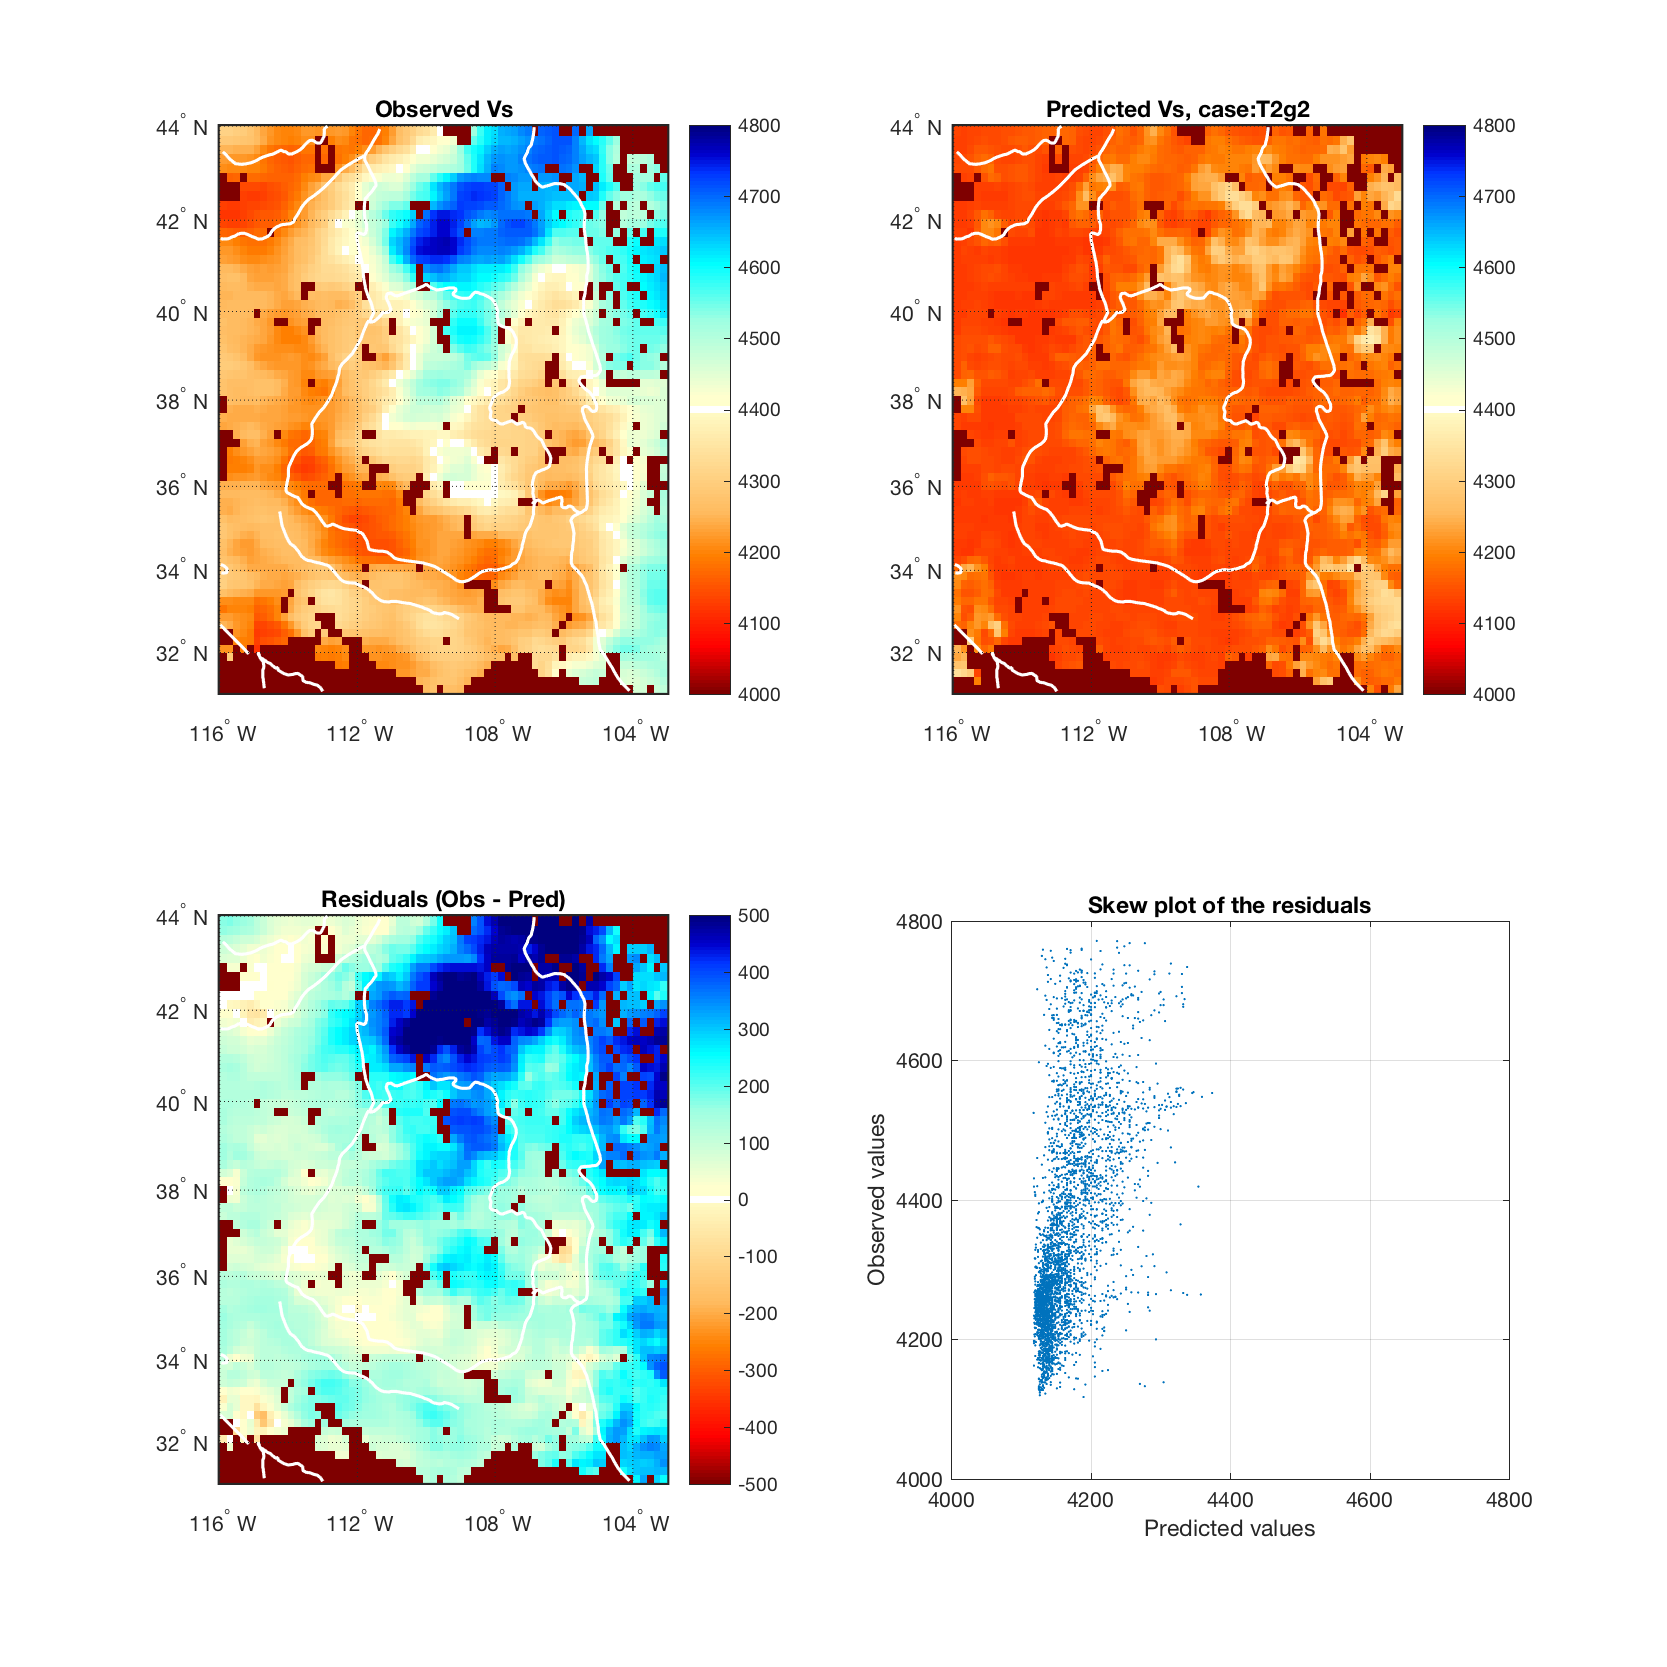 Observed Vs
44° N
42° N
40° N
38° N
36° N
34° N
32° N
116° W
112° W
108° W
104° W
4800
4700
4600
4500
4400
4300
4200
4100
4000
Predicted Vs, case:T2g2
44° N
42° N
40° N
38° N
36° N
34° N
32° N
116° W
112° W
108° W
104° W
4800
4700
4600
4500
4400
4300
4200
4100
4000
Residuals (Obs - Pred)
44° N
42° N
40° N
38° N
36° N
34° N
32° N
116° W
112° W
108° W
104° W
500
400
300
200
100
0
-100
-200
-300
-400
-500
Skew plot of the residuals
4800
4600
4400
4200
4000
Observed values
4000
4200
4400
4600
4800
Predicted values